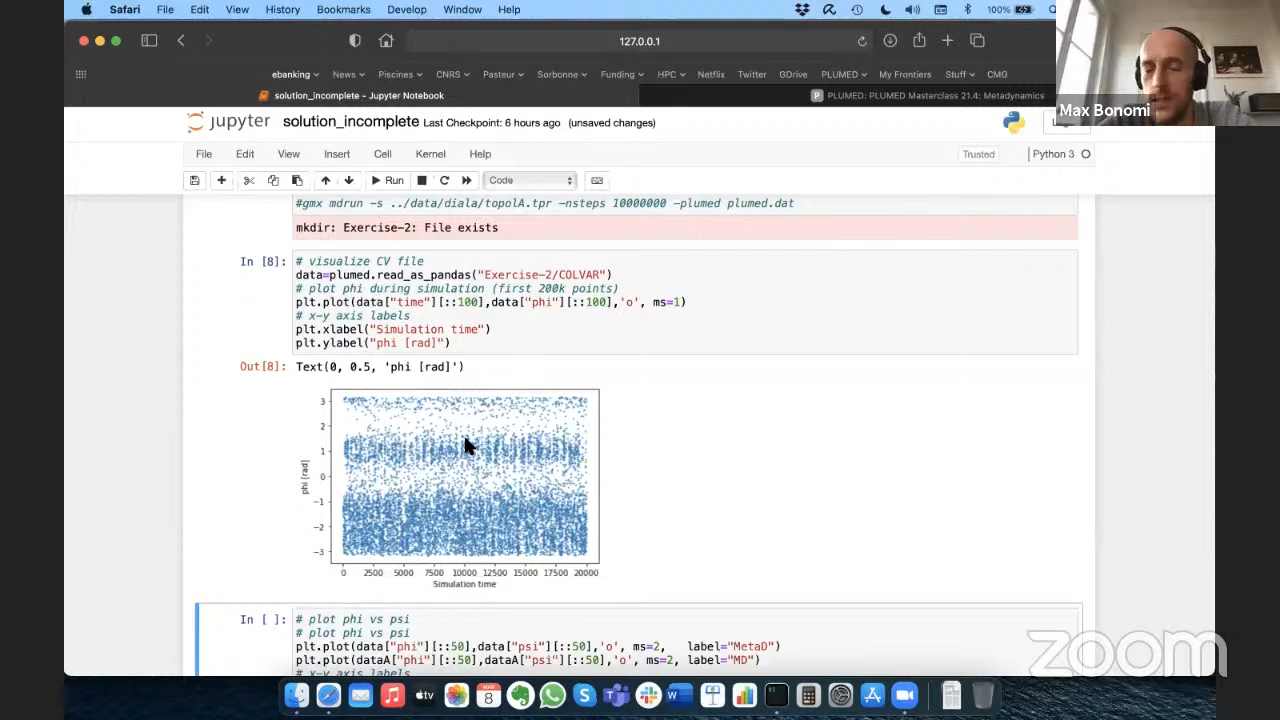 Safari File Edit View History Bookmarks Develop Window Help 100%
127.0.0.1
ebanking News Piscines CNRS Pasteur Sorbonne Funding HPC Netflix Twitter GDrive PLUMED My Frontiers Stuff CMG
solution_incomplete - Jupyter Notebook
PLUMED: PLUMED Masterclass 21.4: Metadynamics
Max Bonomi
jupyter solution_incomplete Checkpoint: 6 hours ago (unsaved changes)
File Edit View Insert Cell Kernel Help Trusted Python 3
Run Code
#gmx mdrun -s ../data/diala/topolA.tpr -nsteps 10000000 -plumed plumed.dat
mkdir: Exercise-2: File exists
In [8]: # visualize CV file
data=plumed.read_as_pandas("Exercise-2/COLVAR")
# plot phi during simulation (first 200k points)
plt.plot(data["time"][::100],data["phi"][::100],'o', ms=1)
# x-y axis labels
plt.xlabel("Simulation time")
plt.ylabel("phi [rad]")
Out[8]: Text(0, 0.5, 'phi [rad]')
3
2
1
0
−1
−2
−3
phi [rad]
0 2500 5000 7500 10000 12500 15000 17500 20000
Simulation time
In [ ]: # plot phi vs psi
# plot phi vs psi
plt.plot(data["phi"][::50],data["psi"][::50],'o', ms=2, label="MetaD")
plt.plot(dataA["phi"][::50],dataA["psi"][::50],'o', ms=2, label="MD")
# x-y axis labels
zoom
MAR
8
tv